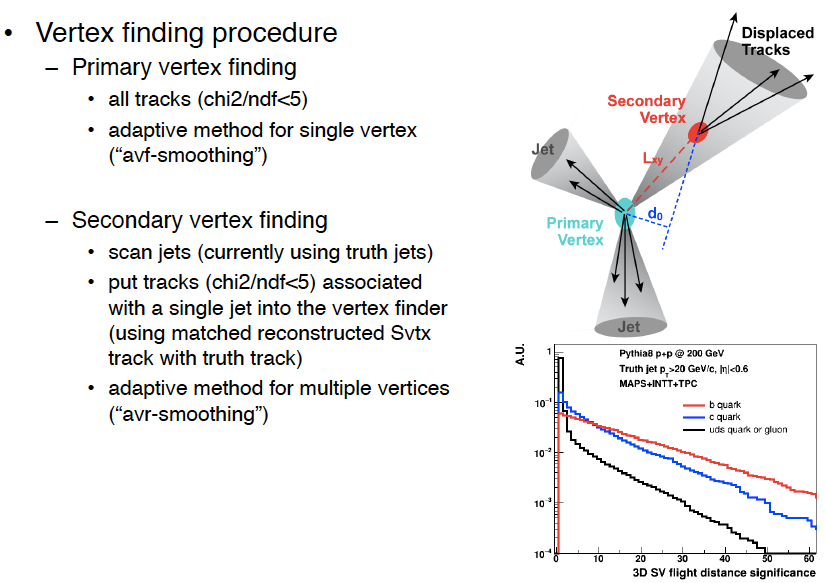 • Vertex finding procedure
– Primary vertex finding
• all tracks (chi2/ndf<5)
• adaptive method for single vertex
(“avf-smoothing”)
– Secondary vertex finding
• scan jets (currently using truth jets)
• put tracks (chi2/ndf<5) associated
with a single jet into the vertex finder
(using matched reconstructed Svtx
track with truth track)
• adaptive method for multiple vertices
(“avr-smoothing”)
Displaced
Tracks
Secondary
Vertex
Jet
Lxy
d0
Primary
Vertex
Jet
A.U.
Pythia8 p+p @ 200 GeV
Truth jet pT>20 GeV/c, |η|<0.6
MAPS+INTT+TPC
b quark
c quark
uds quark or gluon
1
10⁻¹
10⁻²
10⁻³
10⁻⁴
0 10 20 30 40 50 60
3D SV flight distance significance